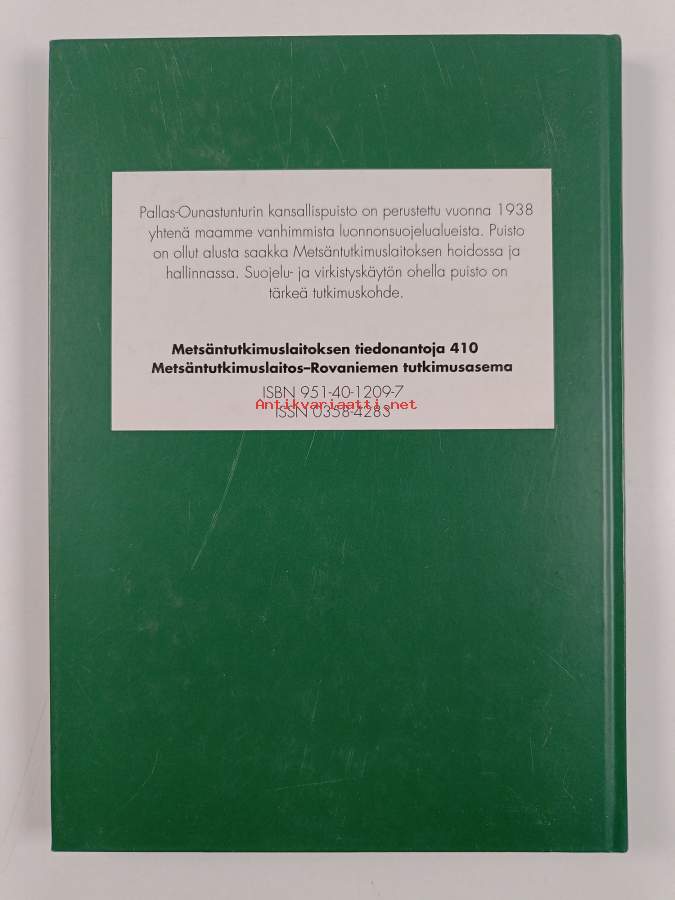 Pallas-Ounastunturin kansallispuisto on perustettu vuonna 1938
yhtenä maamme vanhimmista luonnonsuojelualueista. Puisto
on ollut alusta saakka Metsäntutkimuslaitoksen hoidossa ja
hallinnassa. Suojelu- ja virkistyskäytön ohella puisto on
tärkeä tutkimuskohde.
Metsäntutkimuslaitoksen tiedonantoja 410
Metsäntutkimuslaitos–Rovaniemen tutkimusasema
ISBN 951-40-1209-7
Antikvariaatti.net
ISSN 0358-4283